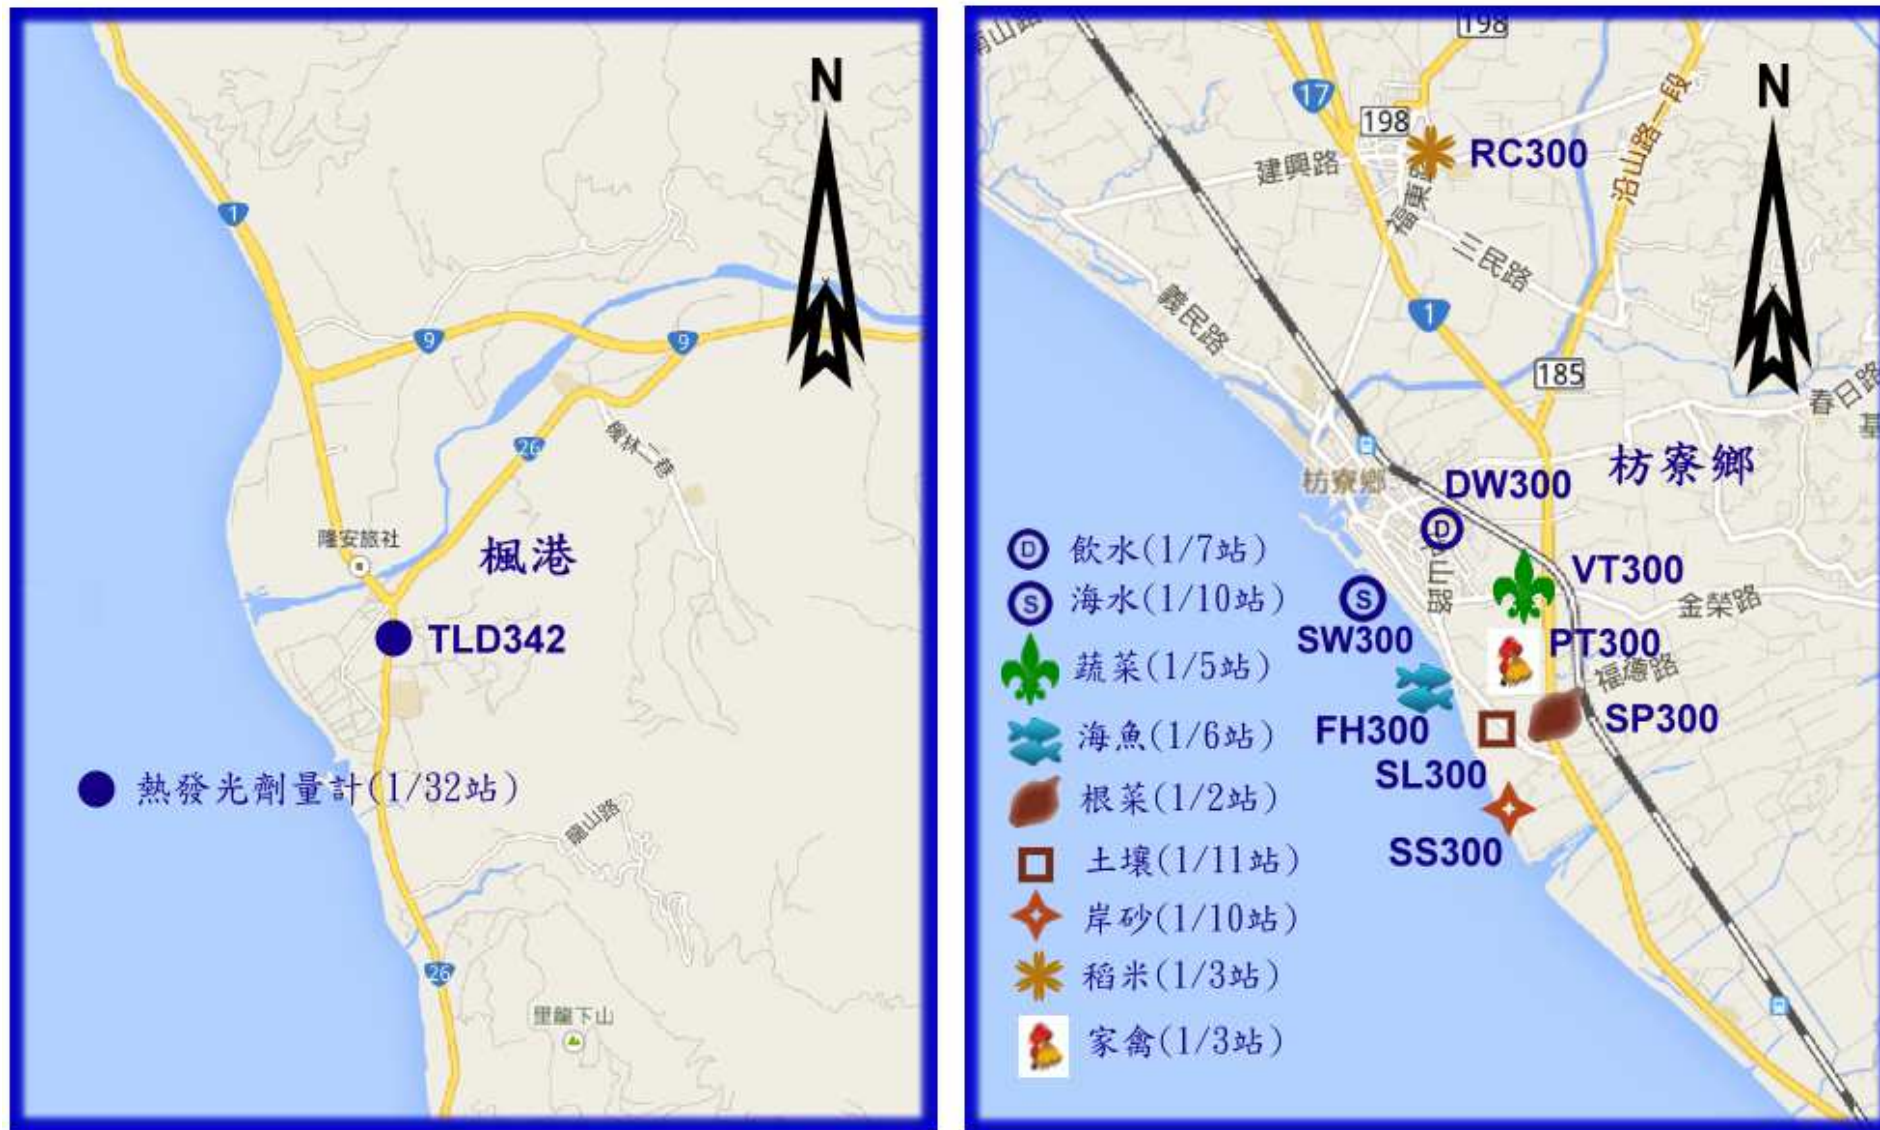 N
1
9
9
26
楓林二巷
隆安旅社
楓港
TLD342
熱發光劑量計(1/32站)
龍山路
26
里龍下山
198
N
17
198
RC300
建興路
沿山路一段
福東路
三民路
義民路
1
185
春日路
枋寮鄉
枋寮鄉
DW300
D
D
飲水(1/7站)
VT300
S
海水(1/10站)
S
金榮路
SW300
PT300
蔬菜(1/5站)
福德路
SP300
FH300
海魚(1/6站)
SL300
根菜(1/2站)
SS300
土壤(1/11站)
岸砂(1/10站)
稻米(1/3站)
家禽(1/3站)